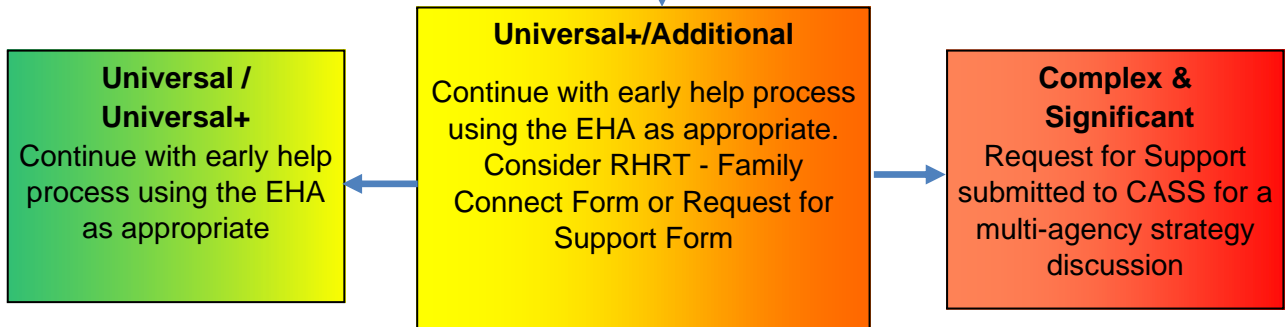 Universal /
Universal+
Continue with early help
process using the EHA
as appropriate
Universal+/Additional
Continue with early help process
using the EHA as appropriate.
Consider RHRT - Family
Connect Form or Request for
Support Form
Complex &
Significant
Request for Support
submitted to CASS for a
multi-agency strategy
discussion